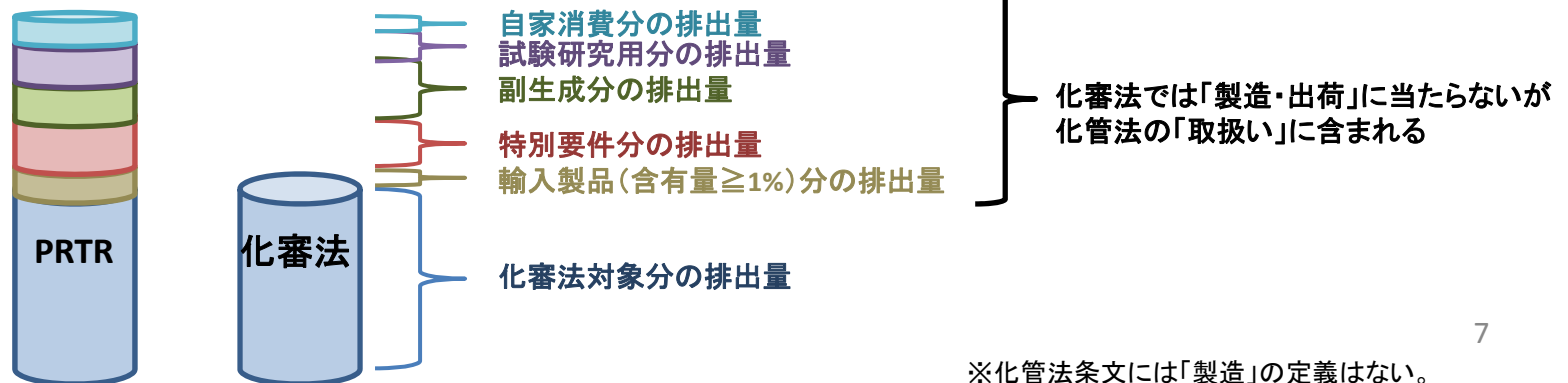 自家消費分の排出量
試験研究用分の排出量
副生成分の排出量
特別要件分の排出量
輸入製品(含有量≧1%)分の排出量
化審法では「製造・出荷」に当たらないが
化管法の「取扱い」に含まれる
PRTR
化審法
化審法対象分の排出量
7
※化管法条文には「製造」の定義はない。